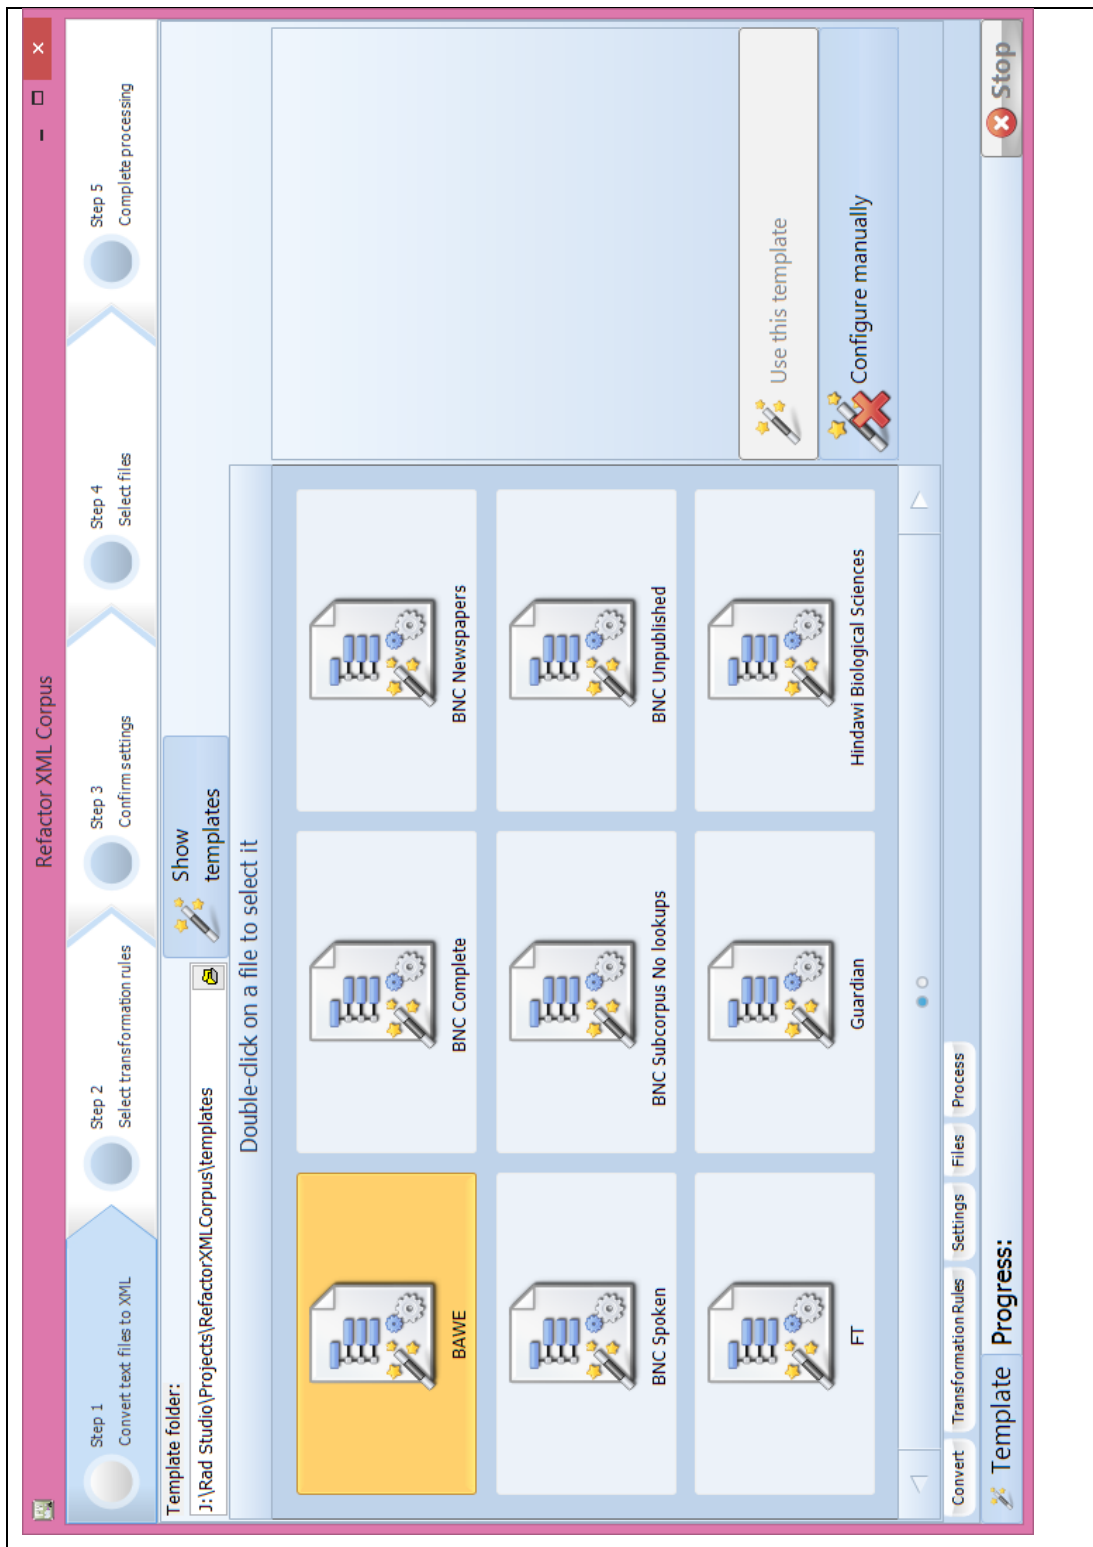 Refactor XML Corpus
Step 1
Convert text files to XML
Step 2
Select transformation rules
Step 3
Confirm settings
Step 4
Select files
Step 5
Complete processing
Template folder:
J:\Rad Studio\Projects\RefactorXMLCorpus\templates
Show
templates
Double-click on a file to select it
BAWE
BNC Complete
BNC Newspapers
BNC Spoken
BNC Subcorpus No lookups
BNC Unpublished
FT
Guardian
Hindawi Biological Sciences
Use this template
Configure manually
Convert
Transformation Rules
Settings
Files
Process
Template
Progress:
Stop